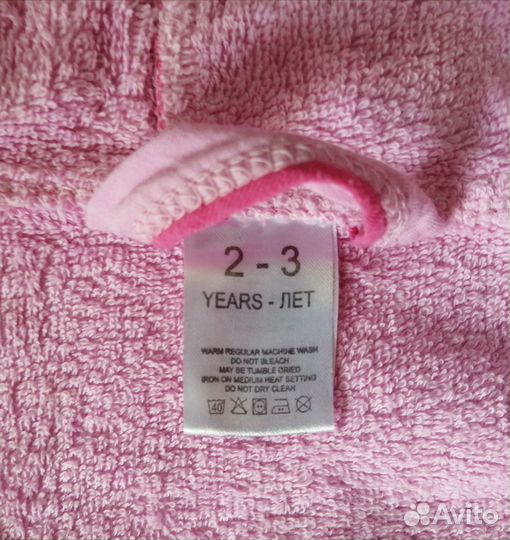 2 - 3
YEARS - ЛЕТ
WARM REGULAR MACHINE WASH
DO NOT BLEACH
MAY BE TUMBLE DRIED
IRON ON MEDIUM HEAT SETTING
DO NOT DRY CLEAN
40
Avito